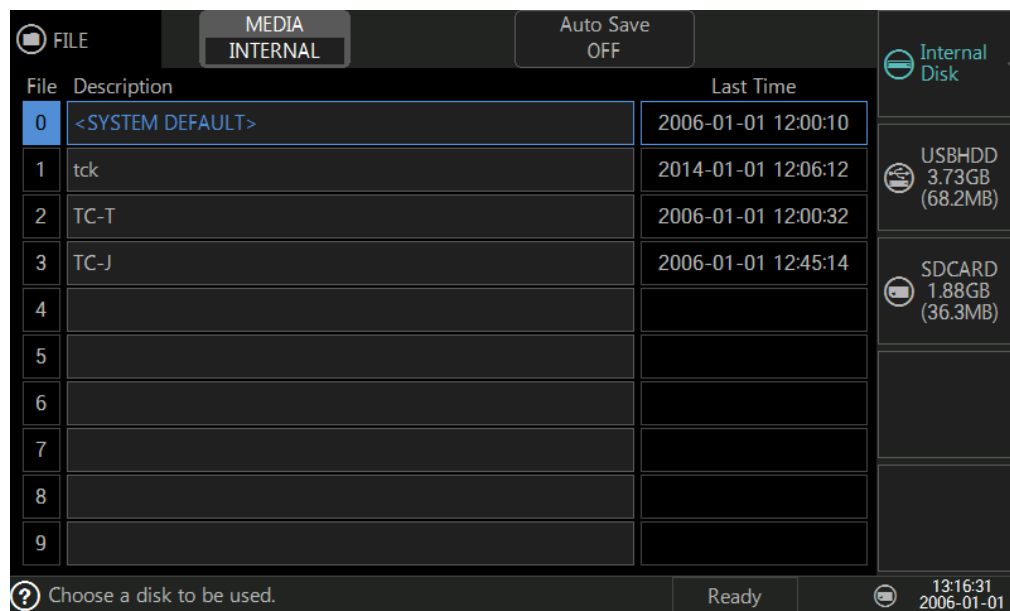 FILE
MEDIA
INTERNAL
Auto Save
OFF
File Description Last Time
0 <SYSTEM DEFAULT> 2006-01-01 12:00:10
1 tck 2014-01-01 12:06:12
2 TC-T 2006-01-01 12:00:32
3 TC-J 2006-01-01 12:45:14
4
5
6
7
8
9
Internal
Disk
USBHDD
3.73GB
(68.2MB)
SDCARD
1.88GB
(36.3MB)
? Choose a disk to be used.
Ready
13:16:31
2006-01-01